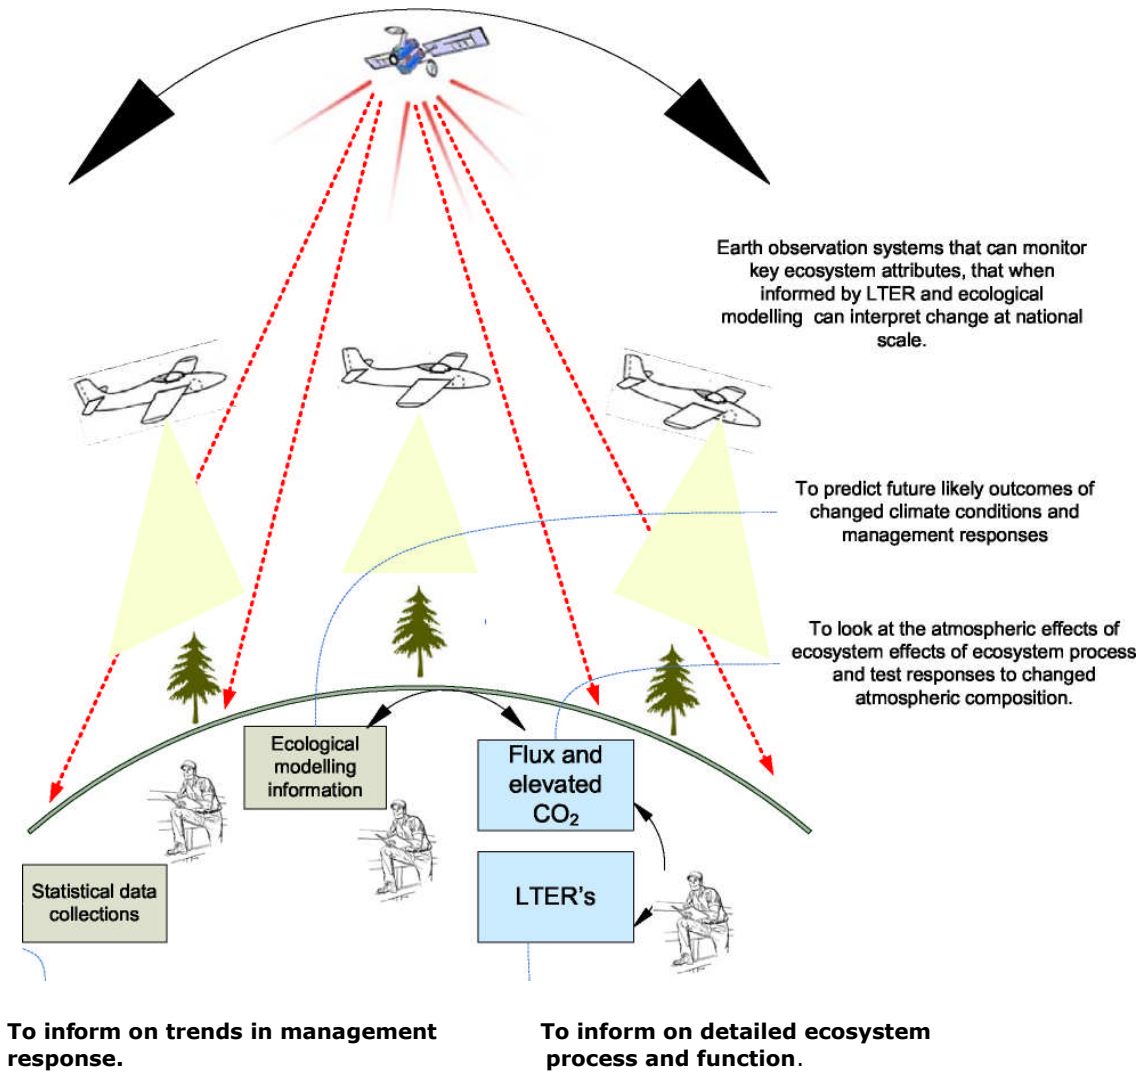 Earth observation systems that can monitor
key ecosystem attributes, that when
informed by LTER and ecological
modelling can interpret change at national
scale.
To predict future likely outcomes of
changed climate conditions and
management responses
To look at the atmospheric effects of
ecosystem effects of ecosystem process
and test responses to changed
atmospheric composition.
Ecological
modelling
information
Flux and
elevated
CO₂
Statistical data
collections
LTER's
To inform on trends in management
response.
To inform on detailed ecosystem
process and function.